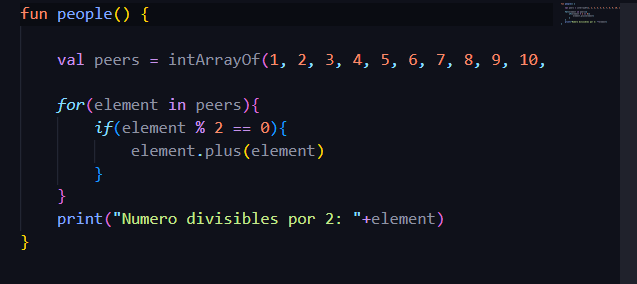 fun people() {
val peers = intArrayOf(1, 2, 3, 4, 5, 6, 7, 8, 9, 10,
for(element in peers){
if(element % 2 == 0){
element.plus(element)
}
}
print("Numero divisibles por 2: "+element)
}